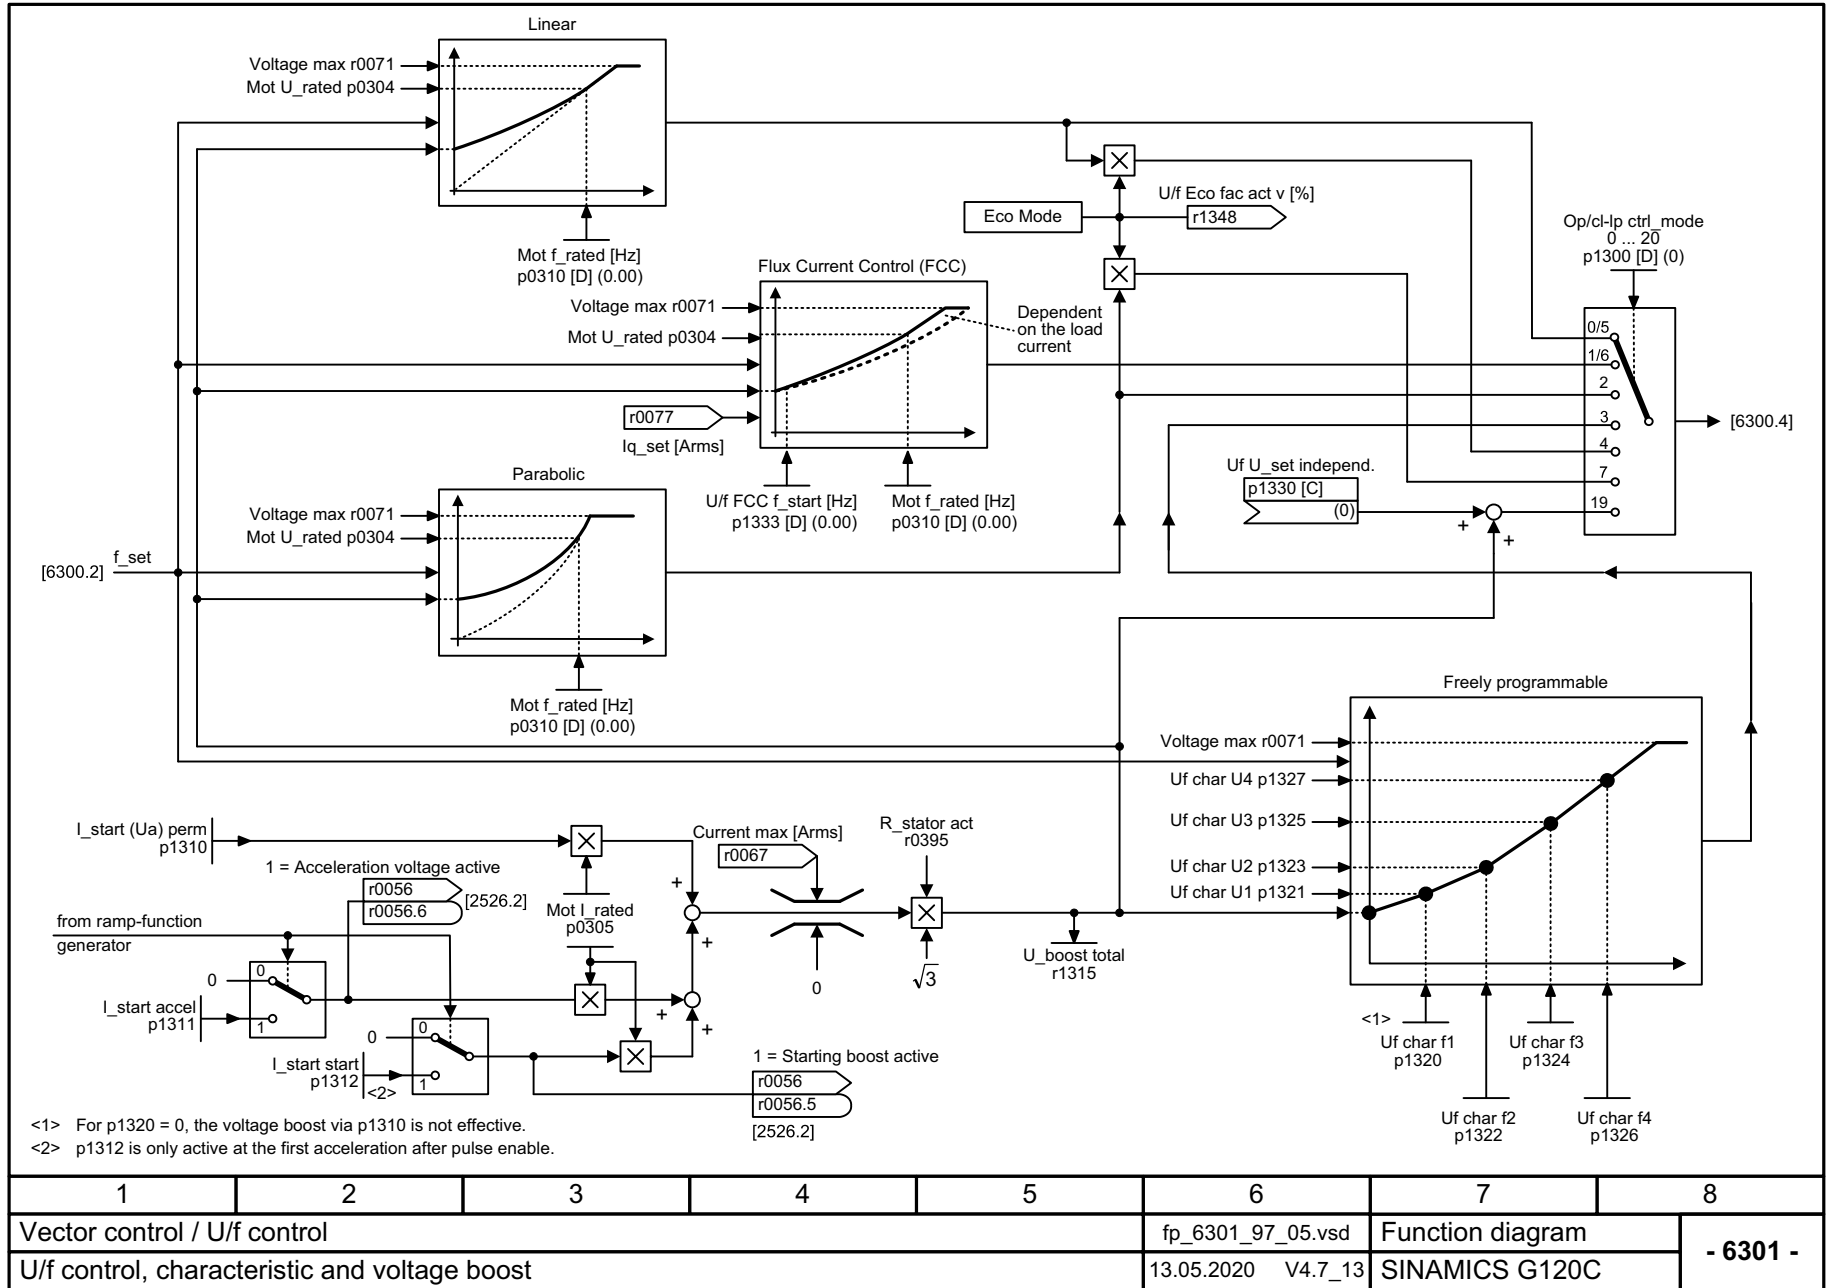 Linear
Voltage max r0071
Mot U_rated p0304
Mot f_rated [Hz]
p0310 [D] (0.00)
Eco Mode
U/f Eco fac act v [%]
r1348
Op/cl-lp ctrl_mode
0 ... 20
p1300 [D] (0)
Flux Current Control (FCC)
Voltage max r0071
Mot U_rated p0304
Dependent
on the load
current
r0077
Iq_set [Arms]
U/f FCC f_start [Hz]
p1333 [D] (0.00)
Mot f_rated [Hz]
p0310 [D] (0.00)
0/5
1/6
2
3
4
7
19
[6300.4]
Uf U_set independ.
p1330 [C]
(0)
+
+
Parabolic
Voltage max r0071
Mot U_rated p0304
[6300.2]
f_set
Mot f_rated [Hz]
p0310 [D] (0.00)
Freely programmable
Voltage max r0071
Uf char U4 p1327
Uf char U3 p1325
Uf char U2 p1323
Uf char U1 p1321
<1>
Uf char f1
p1320
Uf char f3
p1324
Uf char f2
p1322
Uf char f4
p1326
I_start (Ua) perm
p1310
1 = Acceleration voltage active
r0056
r0056.6
[2526.2]
from ramp-function
generator
Mot I_rated
p0305
Current max [Arms]
r0067
R_stator act
r0395
+
+
+
+
0
√3
U_boost total
r1315
0
0
1
I_start accel
p1311
0
0
1
I_start start
p1312
<2>
1 = Starting boost active
r0056
r0056.5
[2526.2]
<1> For p1320 = 0, the voltage boost via p1310 is not effective.
<2> p1312 is only active at the first acceleration after pulse enable.
1 2 3 4 5 6 7 8
Vector control / U/f control
fp_6301_97_05.vsd
Function diagram
- 6301 -
U/f control, characteristic and voltage boost
13.05.2020 V4.7_13
SINAMICS G120C